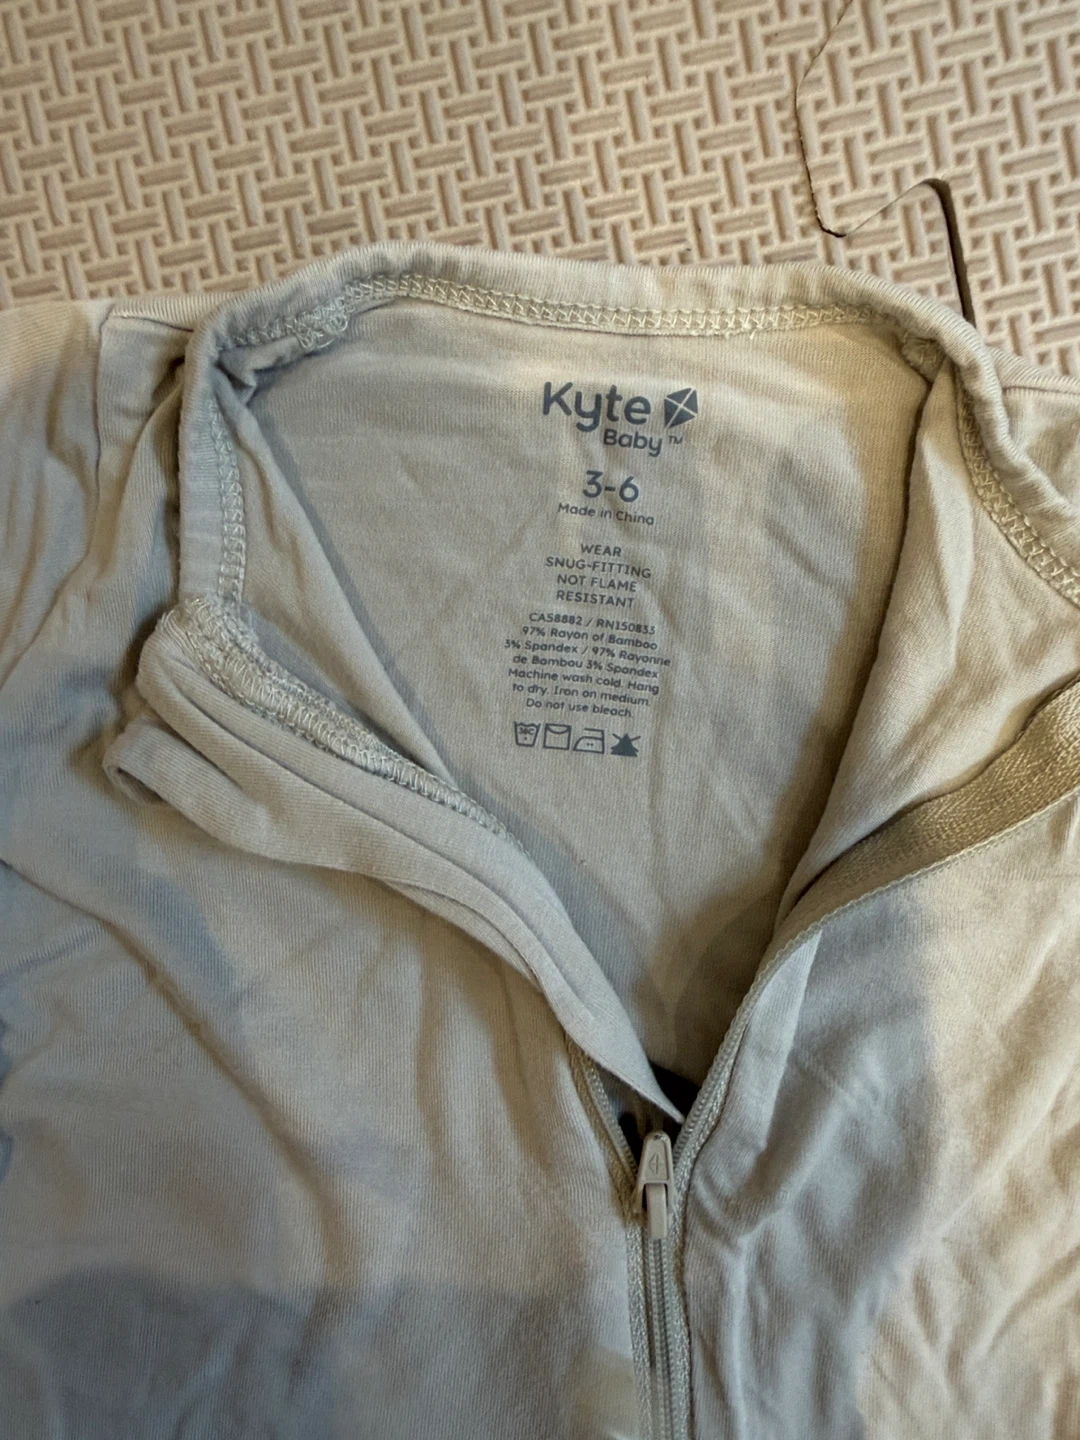 Kyte
Baby™
3-6
Made in China
WEAR
SNUG-FITTING
NOT FLAME
RESISTANT
CA58882 / RN150833
97% Rayon of Bamboo
3% Spandex / 97% Rayonne
de Bambou 3% Spandex
Machine wash cold. Hang
to dry. Iron on medium.
Do not use bleach.